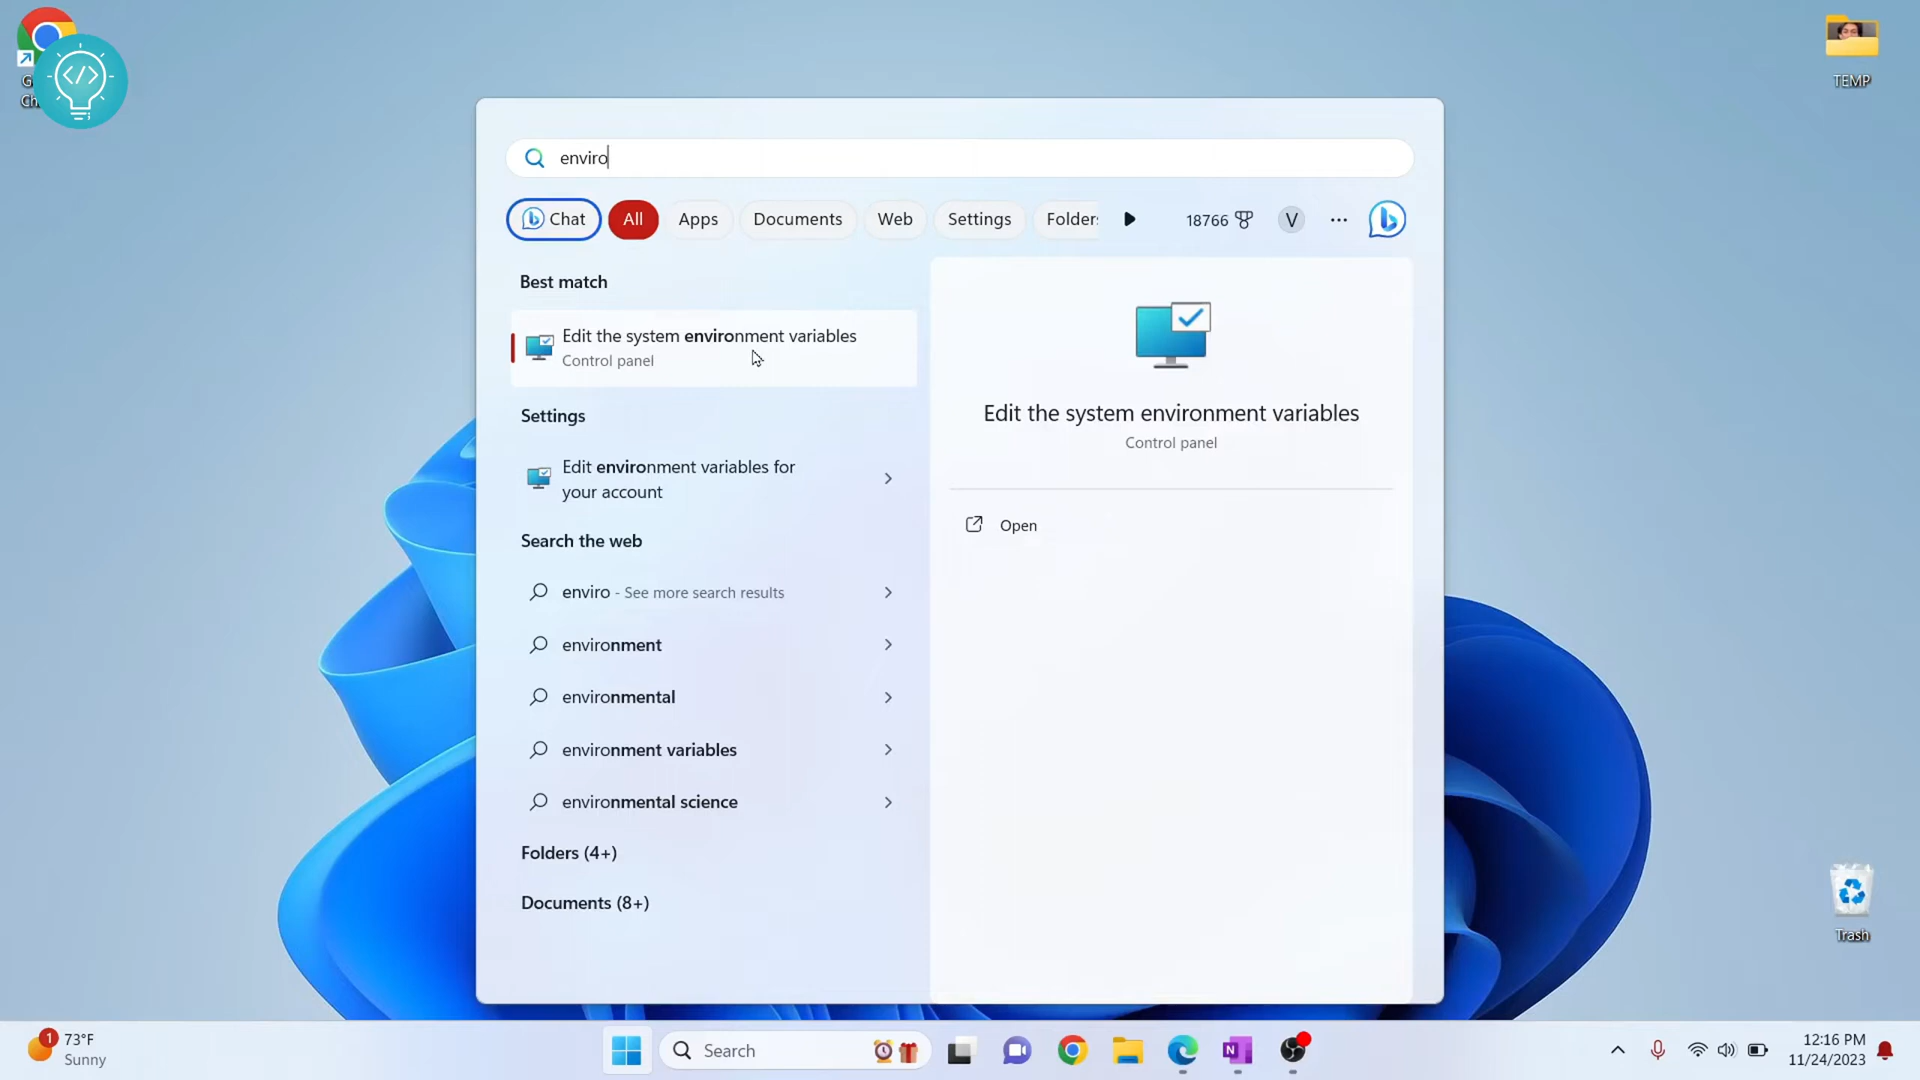 G
Ch
TEMP
enviro
Chat
All
Apps
Documents
Web
Settings
Folders
18766
V
Best match
Edit the system environment variables
Control panel
Settings
Edit environment variables for
your account
Search the web
enviro - See more search results
environment
environmental
environment variables
environmental science
Folders (4+)
Documents (8+)
Edit the system environment variables
Control panel
Open
Trash
1
73°F
Sunny
Search
N
12:16 PM
11/24/2023